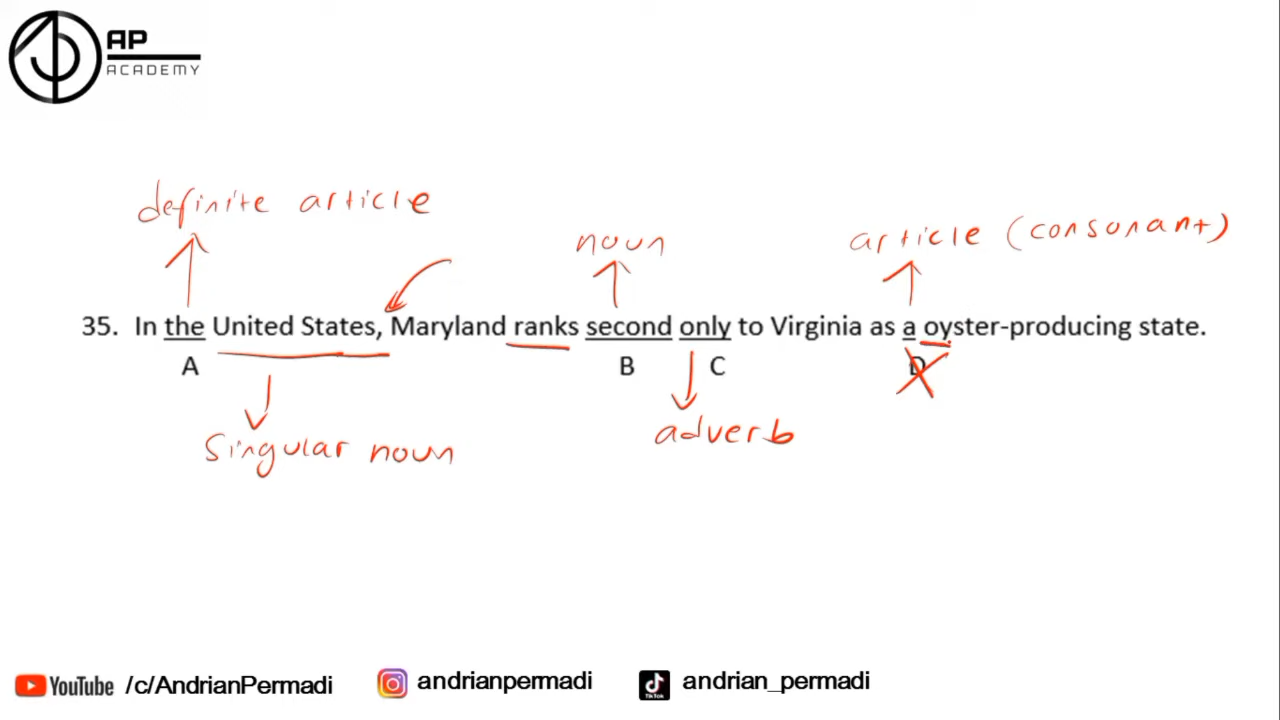 AP
ACADEMY
definite article
noun
article (consonant)
35. In the United States, Maryland ranks second only to Virginia as a oyster-producing state.
A B C D
Singular noun
adverb
YouTube /c/AndrianPermadi andrianpermadi TikTok andrian_permadi